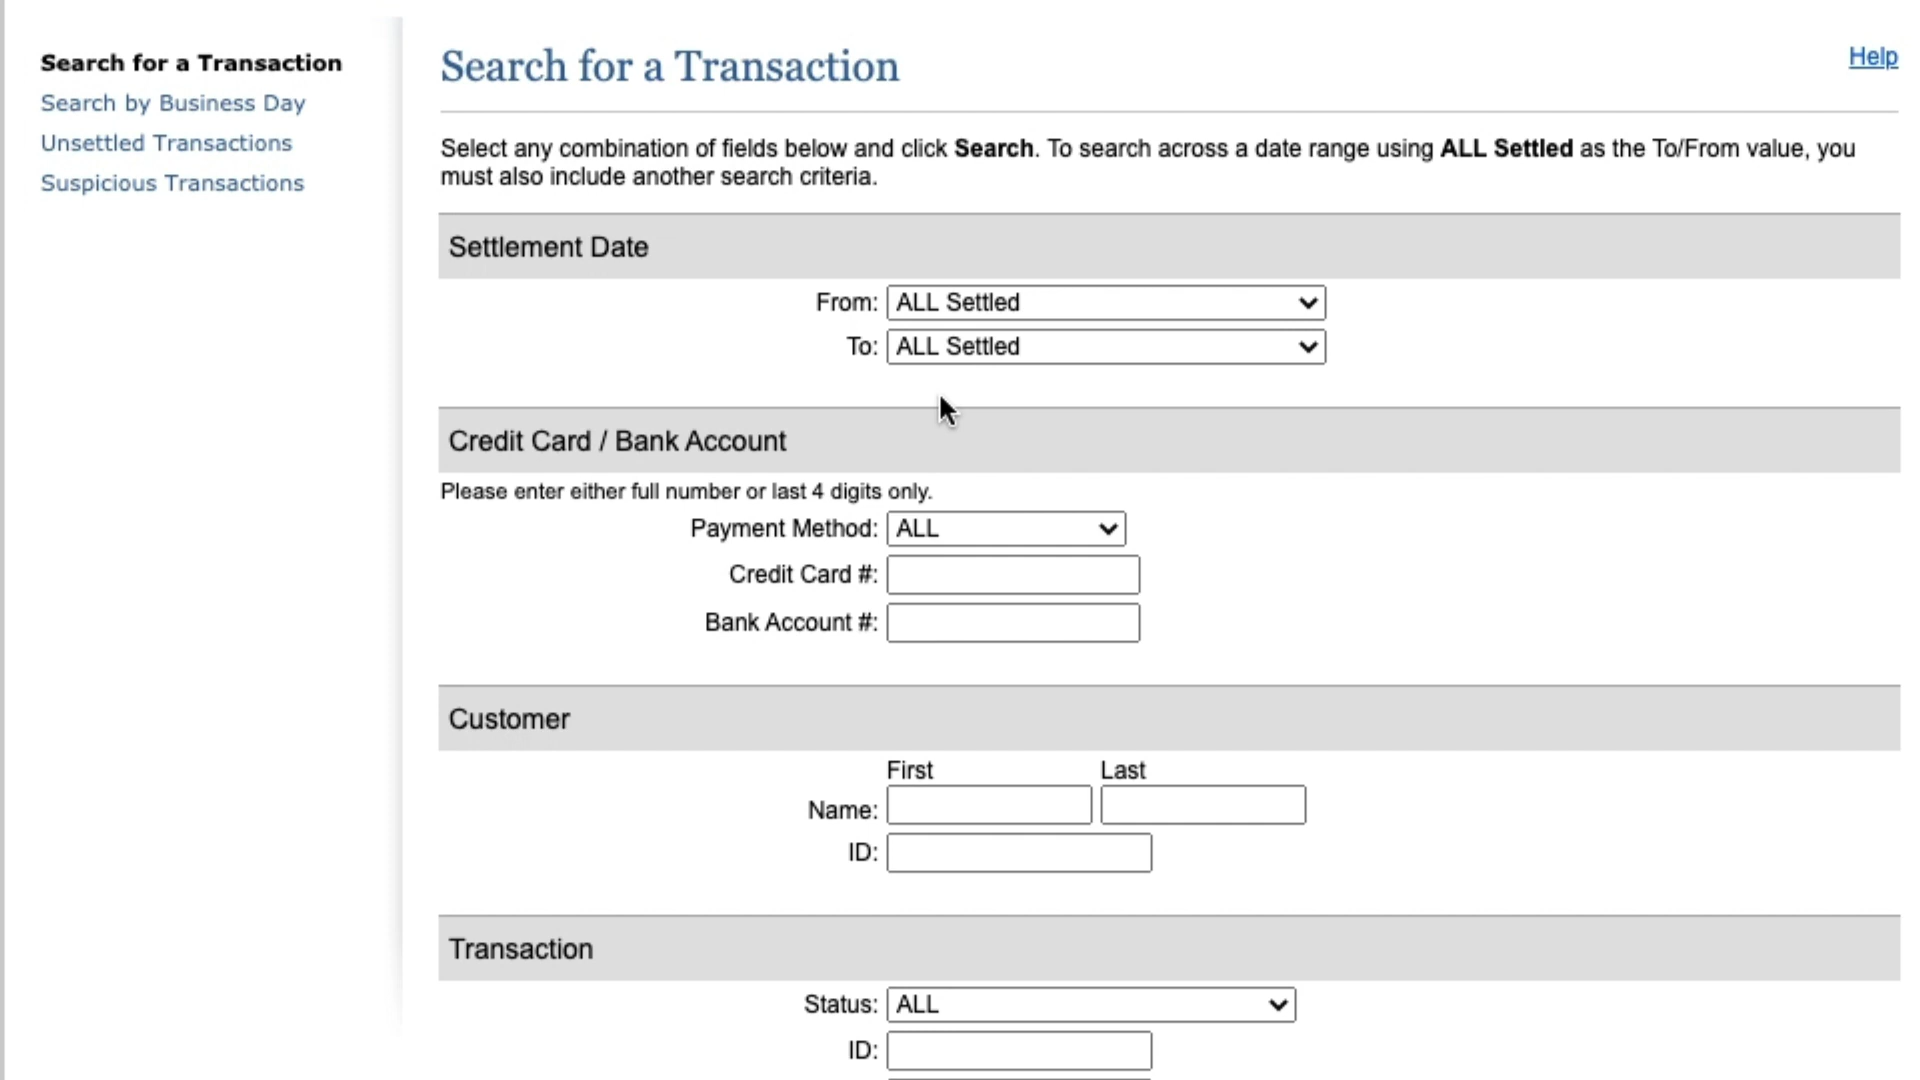 Search for a Transaction
Search by Business Day
Unsettled Transactions
Suspicious Transactions
Search for a Transaction
Help
Select any combination of fields below and click Search. To search across a date range using ALL Settled as the To/From value, you
must also include another search criteria.
Settlement Date
From: ALL Settled
To: ALL Settled
Credit Card / Bank Account
Please enter either full number or last 4 digits only.
Payment Method: ALL
Credit Card #:
Bank Account #:
Customer
First Last
Name:
ID:
Transaction
Status: ALL
ID: